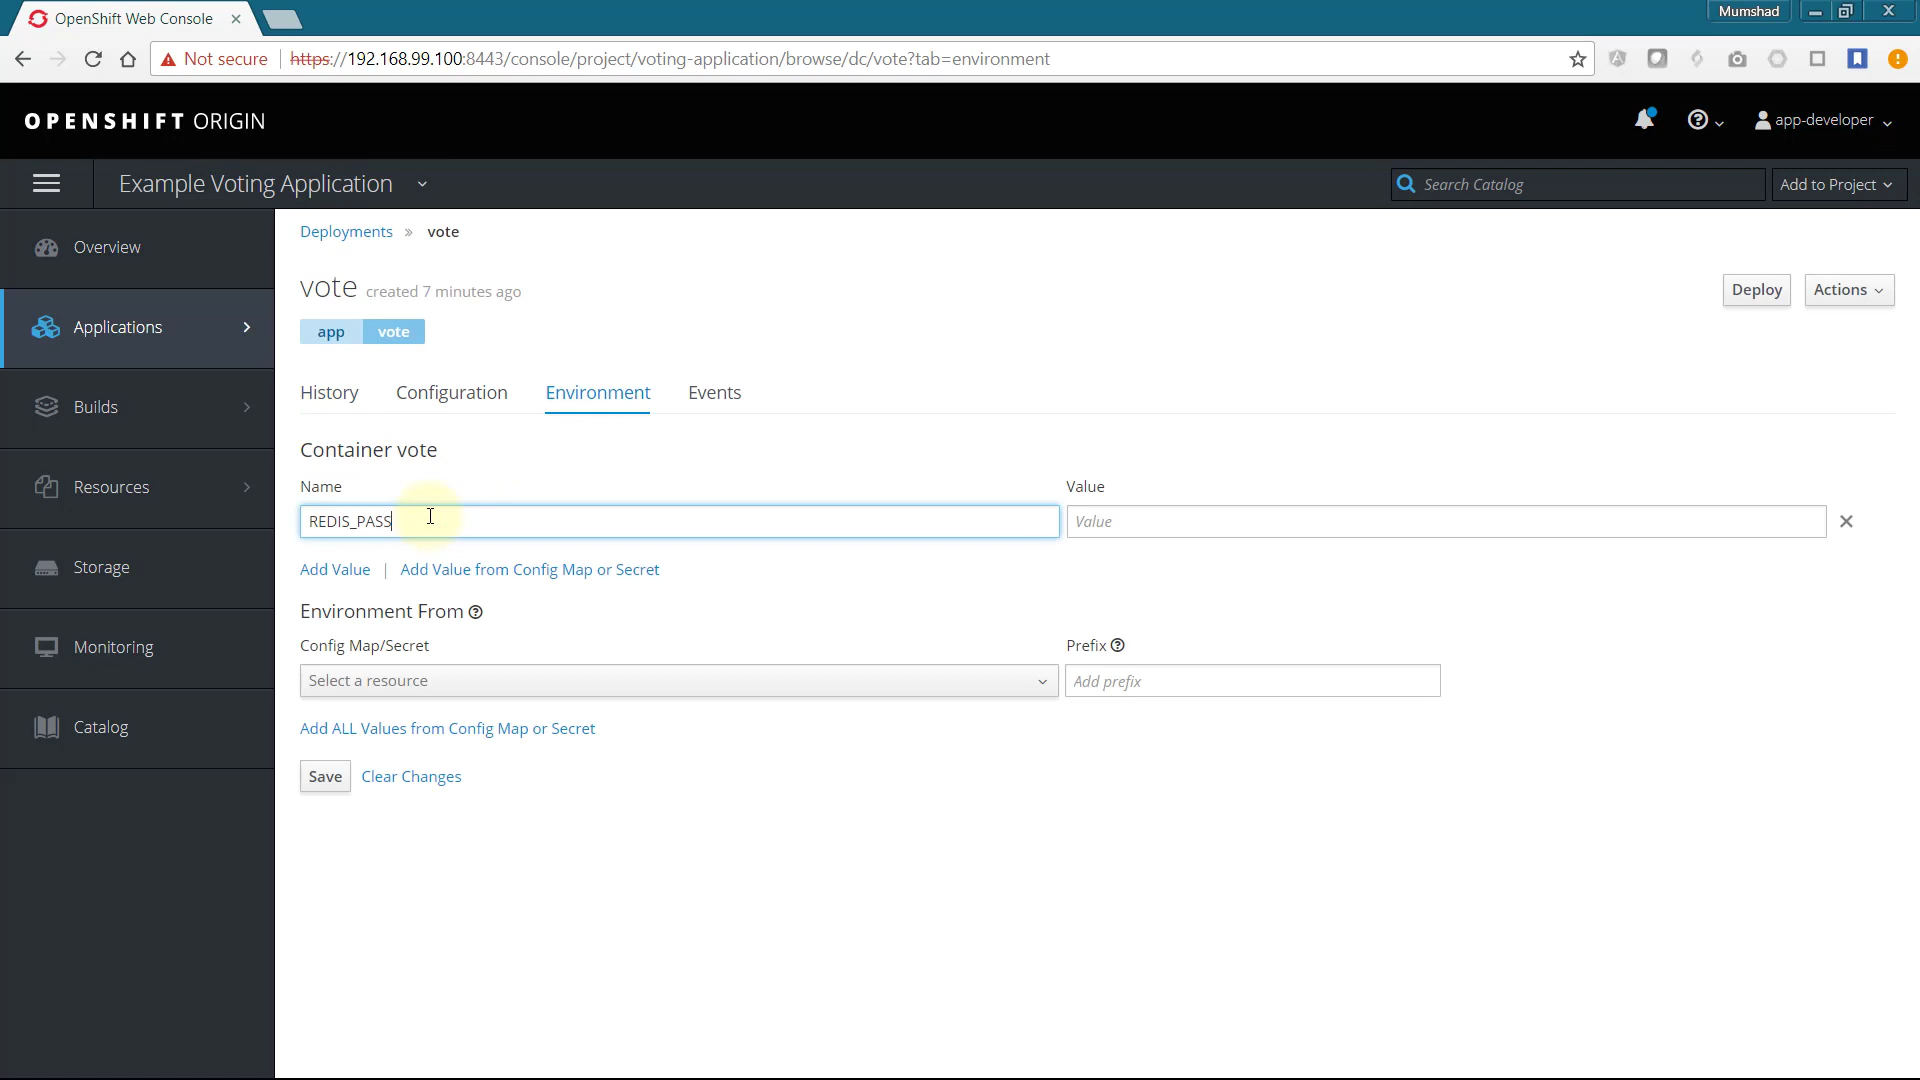 OpenShift Web Console
Mumshad
Not secure
https://192.168.99.100:8443/console/project/voting-application/browse/dc/vote?tab=environment
OPENSHIFT ORIGIN
app-developer
Example Voting Application
Search Catalog
Add to Project
Overview
Applications
Builds
Resources
Storage
Monitoring
Catalog
Deployments » vote
vote created 7 minutes ago
Deploy
Actions
app vote
History Configuration Environment Events
Container vote
Name Value
REDIS_PASS Value
Add Value | Add Value from Config Map or Secret
Environment From
Config Map/Secret Prefix
Select a resource Add prefix
Add ALL Values from Config Map or Secret
Save Clear Changes